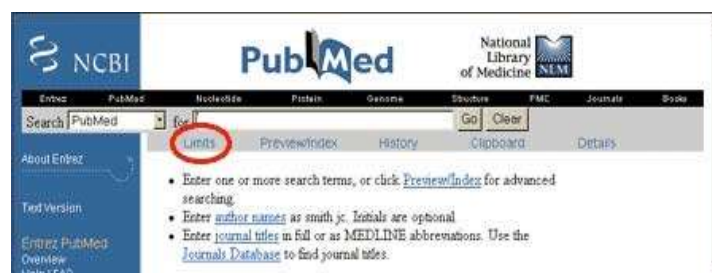 NCBI
PubMed
National
Library
of Medicine NLM
Entrez PubMed Nucleotide Protein Genome Structure PMC Journals Books
Search PubMed for Go Clear
Limits Preview/Index History Clipboard Details
About Entrez
Text Version
Entrez PubMed
Overview
• Enter one or more search terms, or click Preview/Index for advanced
searching.
• Enter author names as smith jc. Initials are optional.
• Enter journal titles in full or as MEDLINE abbreviations. Use the
Journals Database to find journal titles.